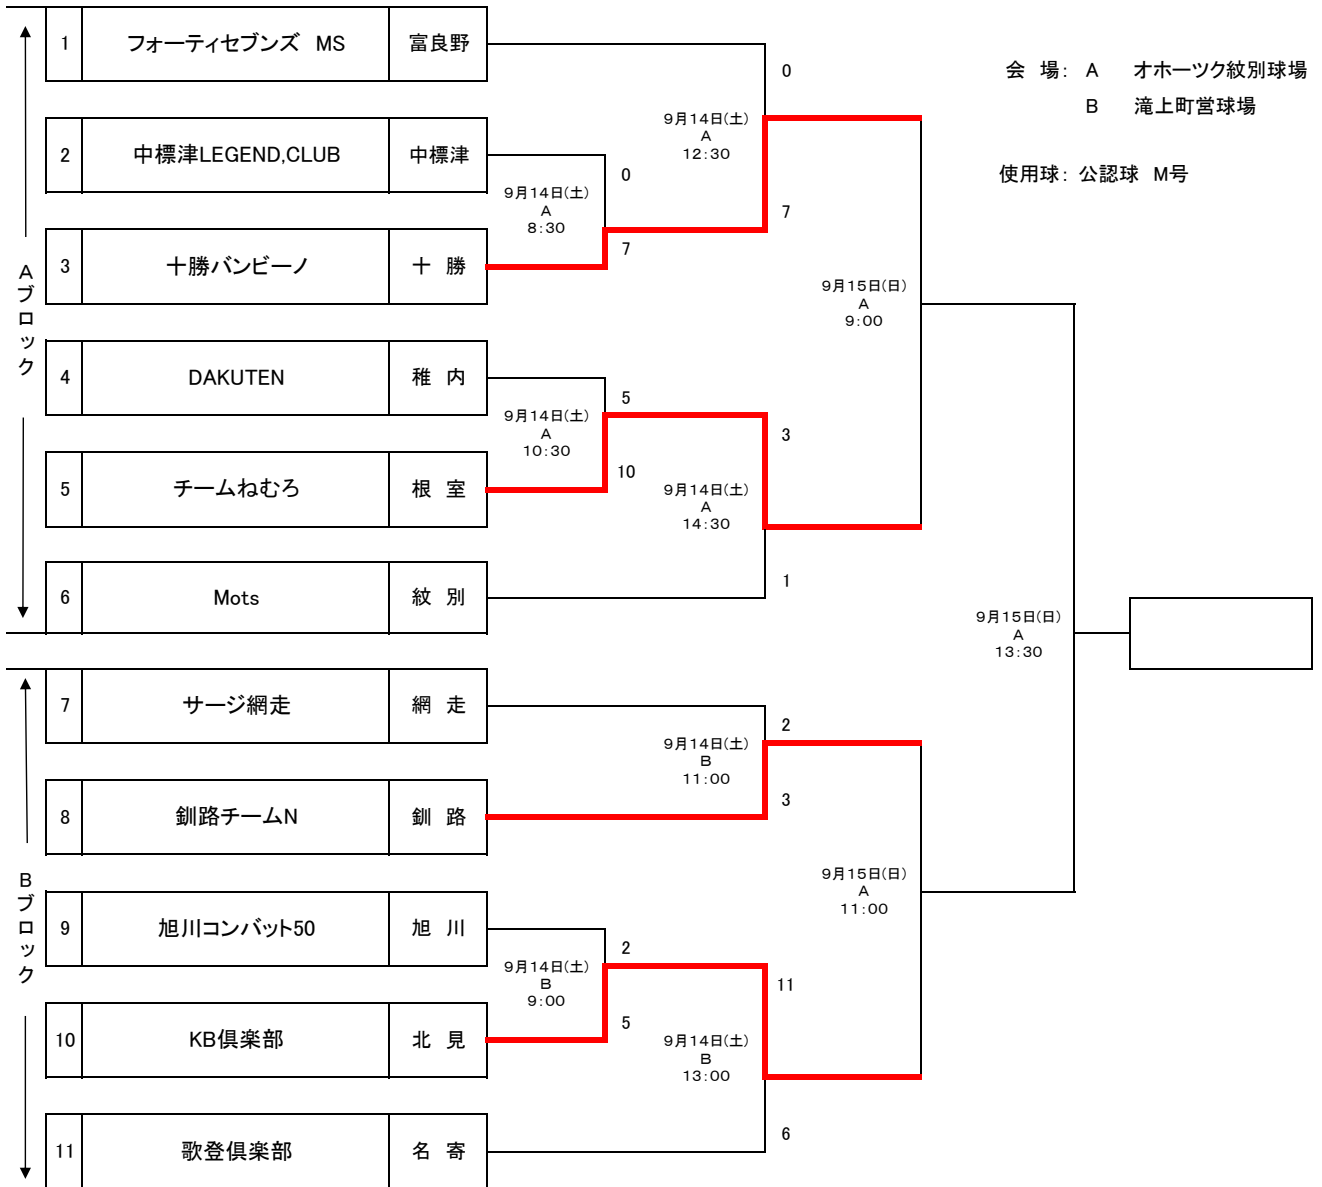 1 フォーティセブンズ MS 富良野
2 中標津LEGEND,CLUB 中標津
3 十勝バンビーノ 十 勝
4 DAKUTEN 稚 内
5 チームねむろ 根 室
6 Mots 紋 別
7 サージ網走 網 走
8 釧路チームN 釧 路
9 旭川コンバット50 旭 川
10 KB倶楽部 北 見
11 歌登倶楽部 名 寄
Aブロック
Bブロック
0
9月14日(土)
A
8:30
7
5
9月14日(土)
A
10:30
10
2
9月14日(土)
B
9:00
5
0
9月14日(土)
A
12:30
7
3
9月14日(土)
A
14:30
1
2
9月14日(土)
B
11:00
3
11
9月14日(土)
B
13:00
6
9月15日(日)
A
9:00
9月15日(日)
A
11:00
9月15日(日)
A
13:30
会 場: A オホーツク紋別球場
B 滝上町営球場
使用球: 公認球 M号